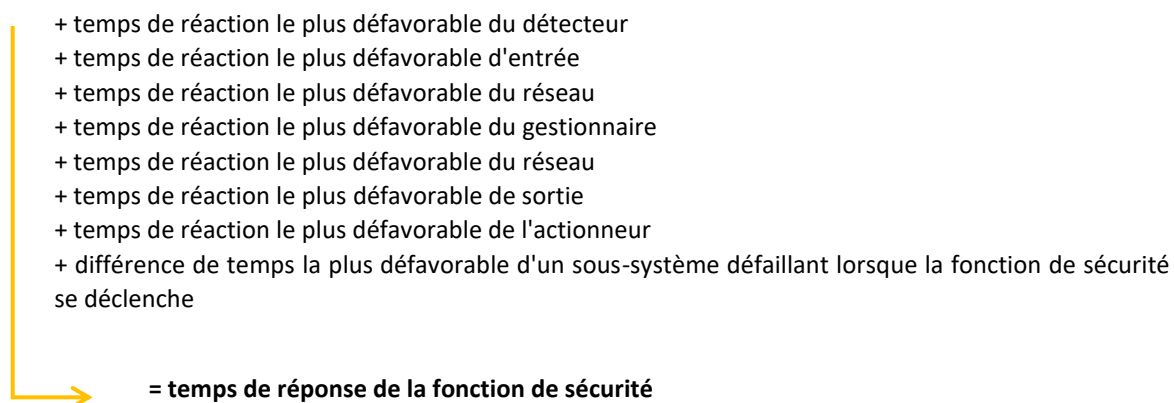 + temps de réaction le plus défavorable du détecteur
+ temps de réaction le plus défavorable d'entrée
+ temps de réaction le plus défavorable du réseau
+ temps de réaction le plus défavorable du gestionnaire
+ temps de réaction le plus défavorable du réseau
+ temps de réaction le plus défavorable de sortie
+ temps de réaction le plus défavorable de l'actionneur
+ différence de temps la plus défavorable d'un sous-système défaillant lorsque la fonction de sécurité
se déclenche
= temps de réponse de la fonction de sécurité